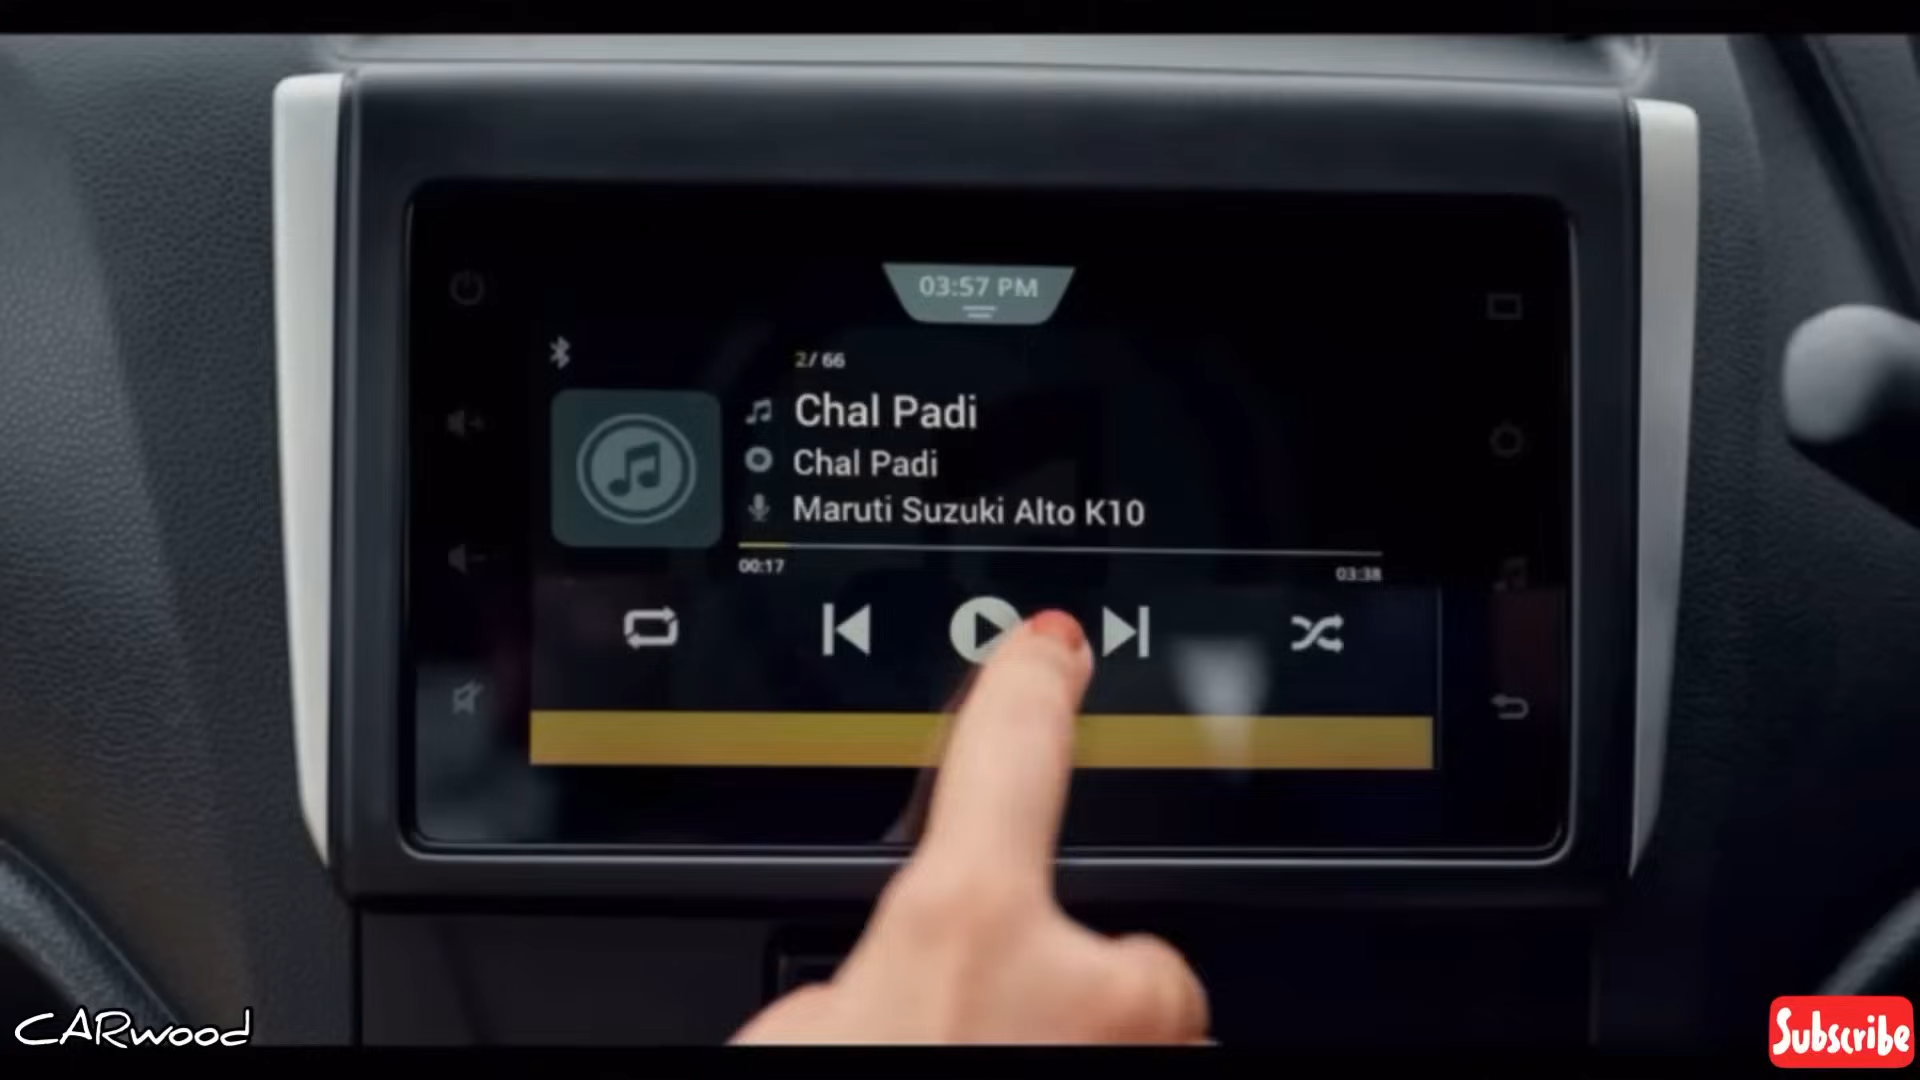 03:57 PM
2/ 66
Chal Padi
Chal Padi
Maruti Suzuki Alto K10
00:17
03:38
CARwood
Subscribe